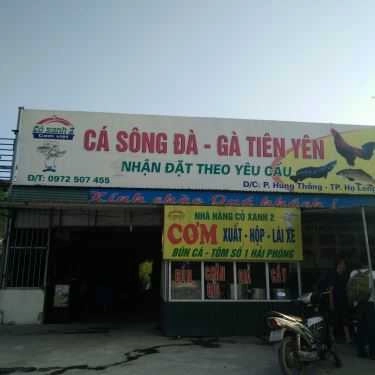 Cỏ xanh 2
Cơm việt
CÁ SÔNG ĐÀ - GÀ TIÊN YÊN
NHẬN ĐẶT THEO YÊU CẦU
Đ/T: 0972 507 455
Đ/C: P. Hùng Thắng - TP. Hạ Long
Kính chào Quý khách !
NHÀ HÀNG CỎ XANH 2
CƠM XUẤT - HỘP - LÁI XE
BÚN CÁ - TÔM SỐ 1 HẢI PHÒNG